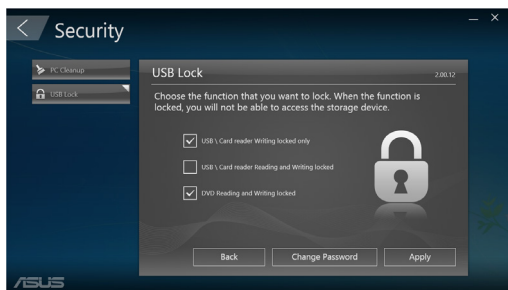 Security
PC Cleanup
USB Lock
USB Lock
2.00.12
Choose the function that you want to lock. When the function is
locked, you will not be able to access the storage device.
USB \ Card reader Writing locked only
USB \ Card reader Reading and Writing locked
DVD Reading and Writing locked
Back
Change Password
Apply
ASUS